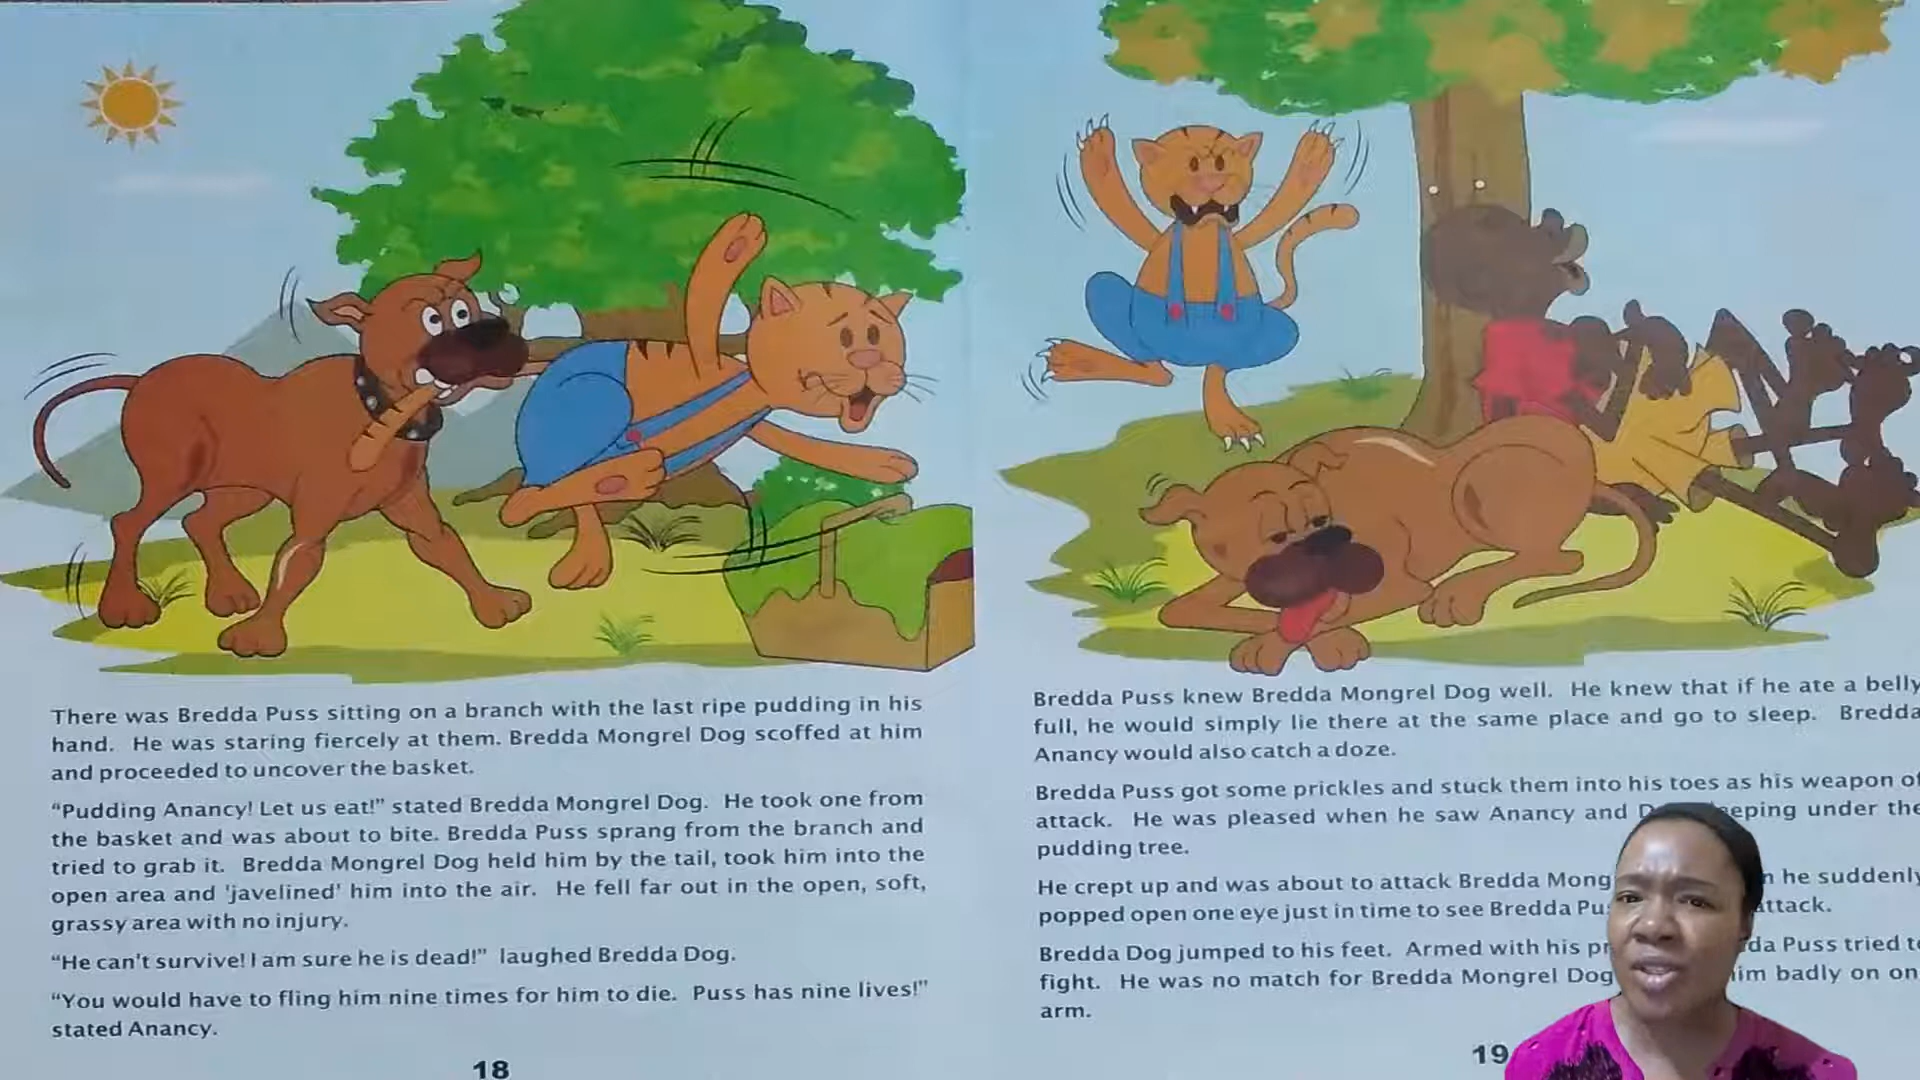 There was Bredda Puss sitting on a branch with the last ripe pudding in his
hand. He was staring fiercely at them. Bredda Mongrel Dog scoffed at him
and proceeded to uncover the basket.
“Pudding Anancy! Let us eat!” stated Bredda Mongrel Dog. He took one from
the basket and was about to bite. Bredda Puss sprang from the branch and
tried to grab it. Bredda Mongrel Dog held him by the tail, took him into the
open area and 'javelined' him into the air. He fell far out in the open, soft,
grassy area with no injury.
“He can't survive! I am sure he is dead!” laughed Bredda Dog.
“You would have to fling him nine times for him to die. Puss has nine lives!”
stated Anancy.
18
Bredda Puss knew Bredda Mongrel Dog well. He knew that if he ate a belly
full, he would simply lie there at the same place and go to sleep. Bredda
Anancy would also catch a doze.
Bredda Puss got some prickles and stuck them into his toes as his weapon of
attack. He was pleased when he saw Anancy and under the
pudding tree.
He crept up and was about to attack Bredda he suddenly
popped open one eye just in time to see Bredda attack.
Bredda Dog jumped to his feet. Armed with his Puss tried to
fight. He was no match for Bredda Mongrel Dog badly on
arm.
19